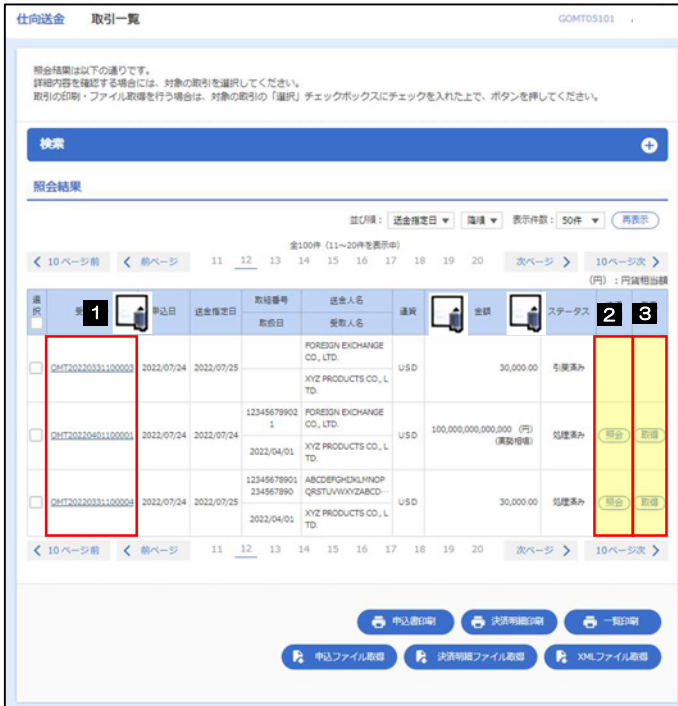 仕向送金 取引一覧 GOMT05101
照会結果は以下の通りです。
詳細内容を確認する場合には、対象の取引を選択してください。
取引の印刷・ファイル取得を行う場合は、対象の取引の「選択」チェックボックスにチェックを入れた上で、ボタンを押してください。
検索
照会結果
並び順： 送金指定日 ▼ 降順 ▼ 表示件数： 50件 ▼ 再表示
全100件（11～20件を表示中）
10ページ前 前ページ 11 12 13 14 15 16 17 18 19 20 次ページ 10ページ次
（円）：円貨相当額
選択 受 1 申込日 送金指定日 取組番号 送金人名 通貨 金額 ステータス 2 3
取扱日 受取人名
OMT20220331100003 2022/07/24 2022/07/25 FOREIGN EXCHANGE CO., LTD. USD 30,000.00 引戻済み
XYZ PRODUCTS CO., L
TD.
OMT20220401100001 2022/07/24 2022/07/24 12345678902 FOREIGN EXCHANGE USD 100,000,000,000,000 （円） 処理済み 照会 取得
1 CO., LTD. （実勢相場）
2022/04/01 XYZ PRODUCTS CO., L
TD.
OMT20220331100004 2022/07/24 2022/07/25 12345678901 ABCDEFGHIJKLMNOP USD 30,000.00 処理済み 照会 取得
234567890 QRSTUVWXYZABCD…
2022/04/01 XYZ PRODUCTS CO., L
TD.
10ページ前 前ページ 11 12 13 14 15 16 17 18 19 20 次ページ 10ページ次
申込書印刷 決済明細印刷 一覧印刷
申込ファイル取得 決済明細ファイル取得 XMLファイル取得